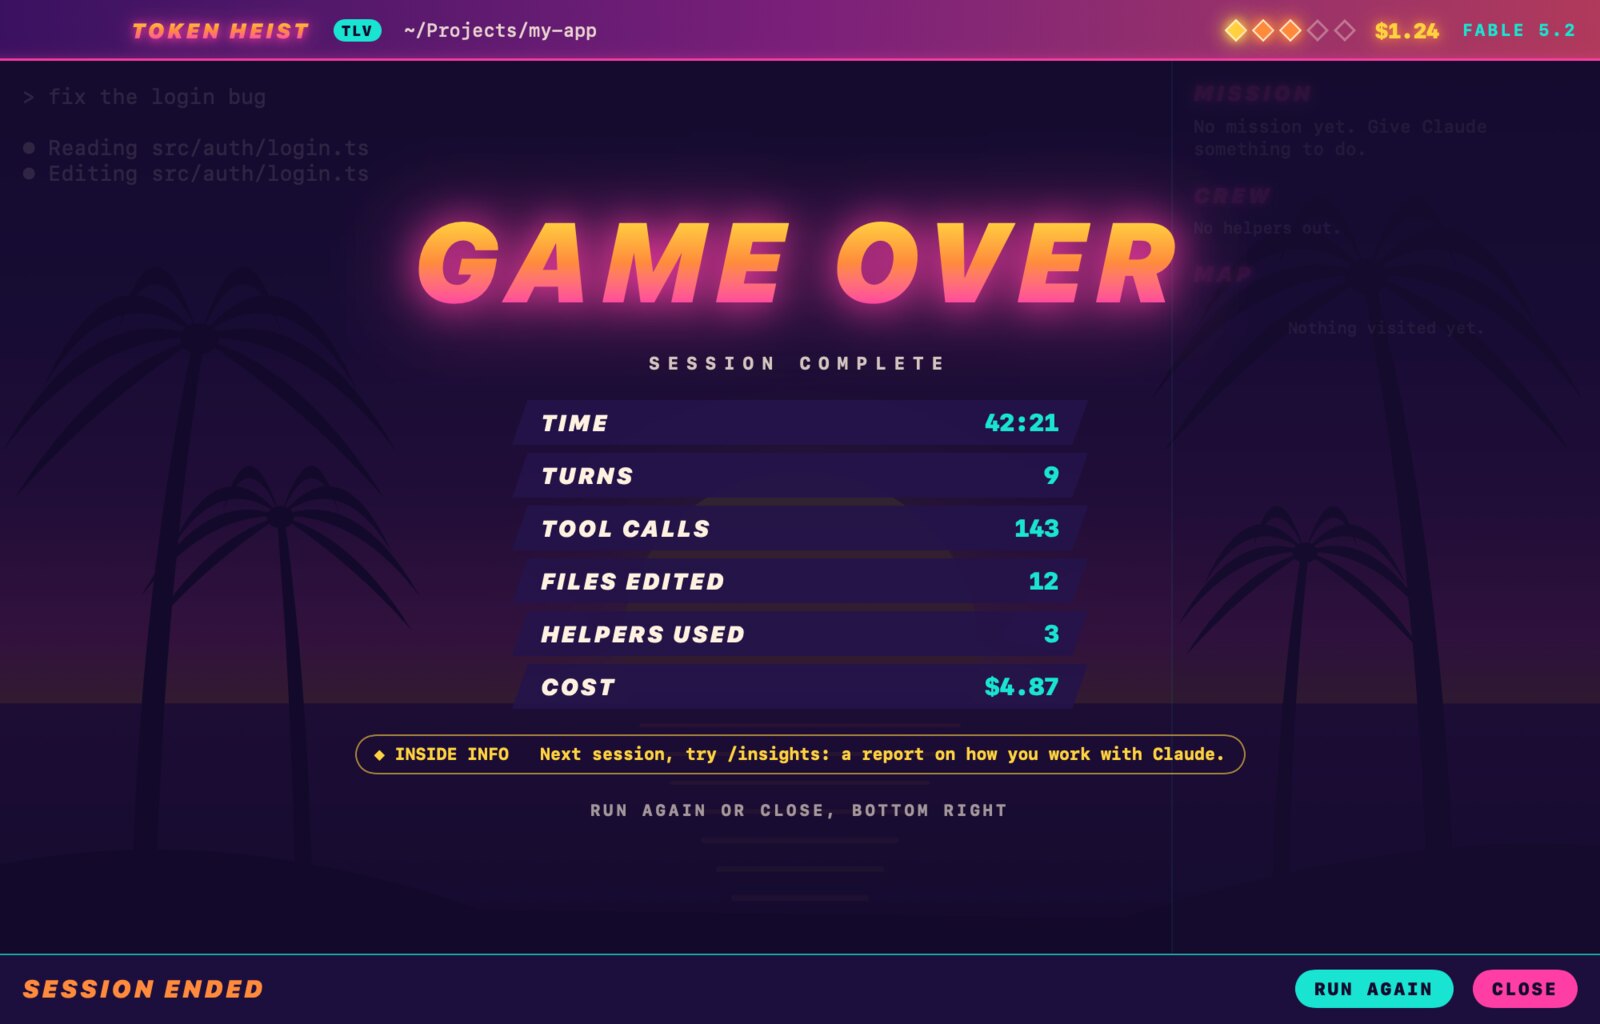 TOKEN HEIST TLV ~/Projects/my-app $1.24 FABLE 5.2
> fix the login bug
● Reading src/auth/login.ts
● Editing src/auth/login.ts
MISSION
No mission yet. Give Claude
something to do.
CREW
No helpers out.
MAP
Nothing visited yet.
GAME OVER
SESSION COMPLETE
TIME 42:21
TURNS 9
TOOL CALLS 143
FILES EDITED 12
HELPERS USED 3
COST $4.87
◆ INSIDE INFO Next session, try /insights: a report on how you work with Claude.
RUN AGAIN OR CLOSE, BOTTOM RIGHT
SESSION ENDED RUN AGAIN CLOSE